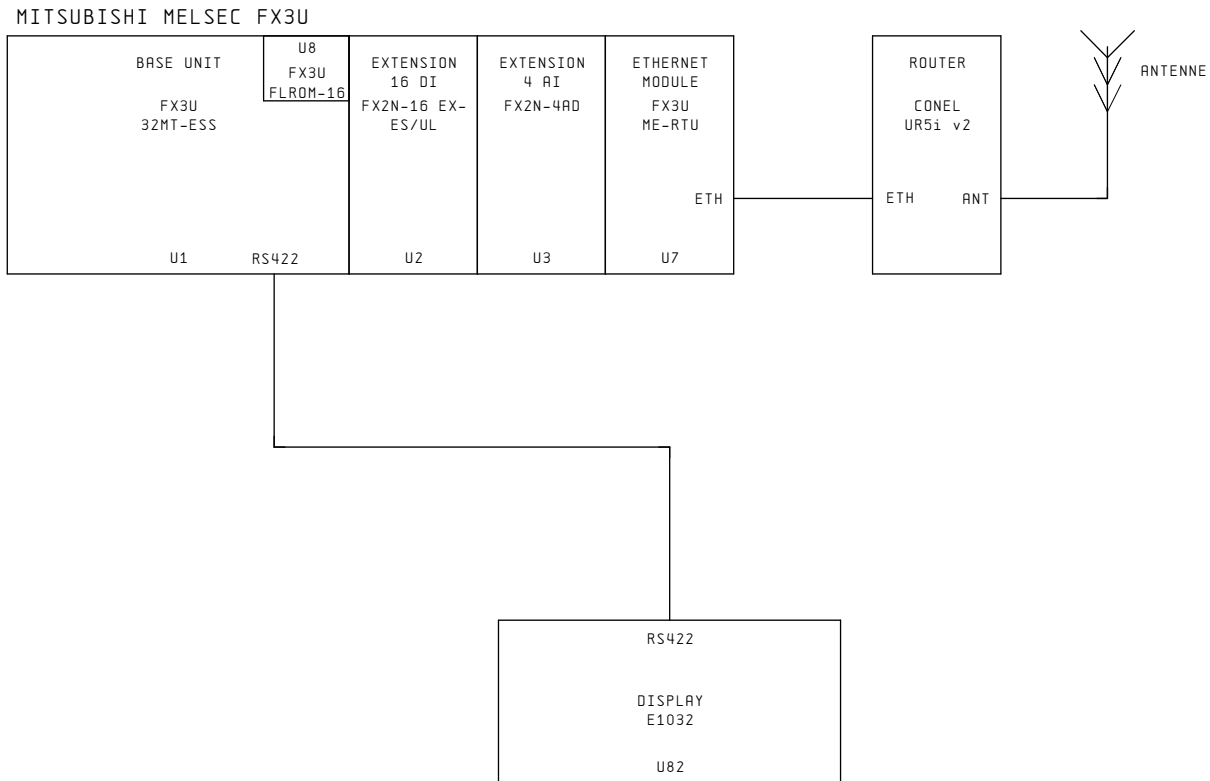 MITSUBISHI MELSEC FX3U
BASE UNIT
FX3U
32MT-ESS
U1
RS422
U8
FX3U
FLROM-16
EXTENSION
16 DI
FX2N-16 EX-
ES/UL
U2
EXTENSION
4 AI
FX2N-4AD
U3
ETHERNET
MODULE
FX3U
ME-RTU
ETH
U7
ROUTER
CONEL
UR5i v2
ETH ANT
ANTENNE
RS422
DISPLAY
E1032
U82